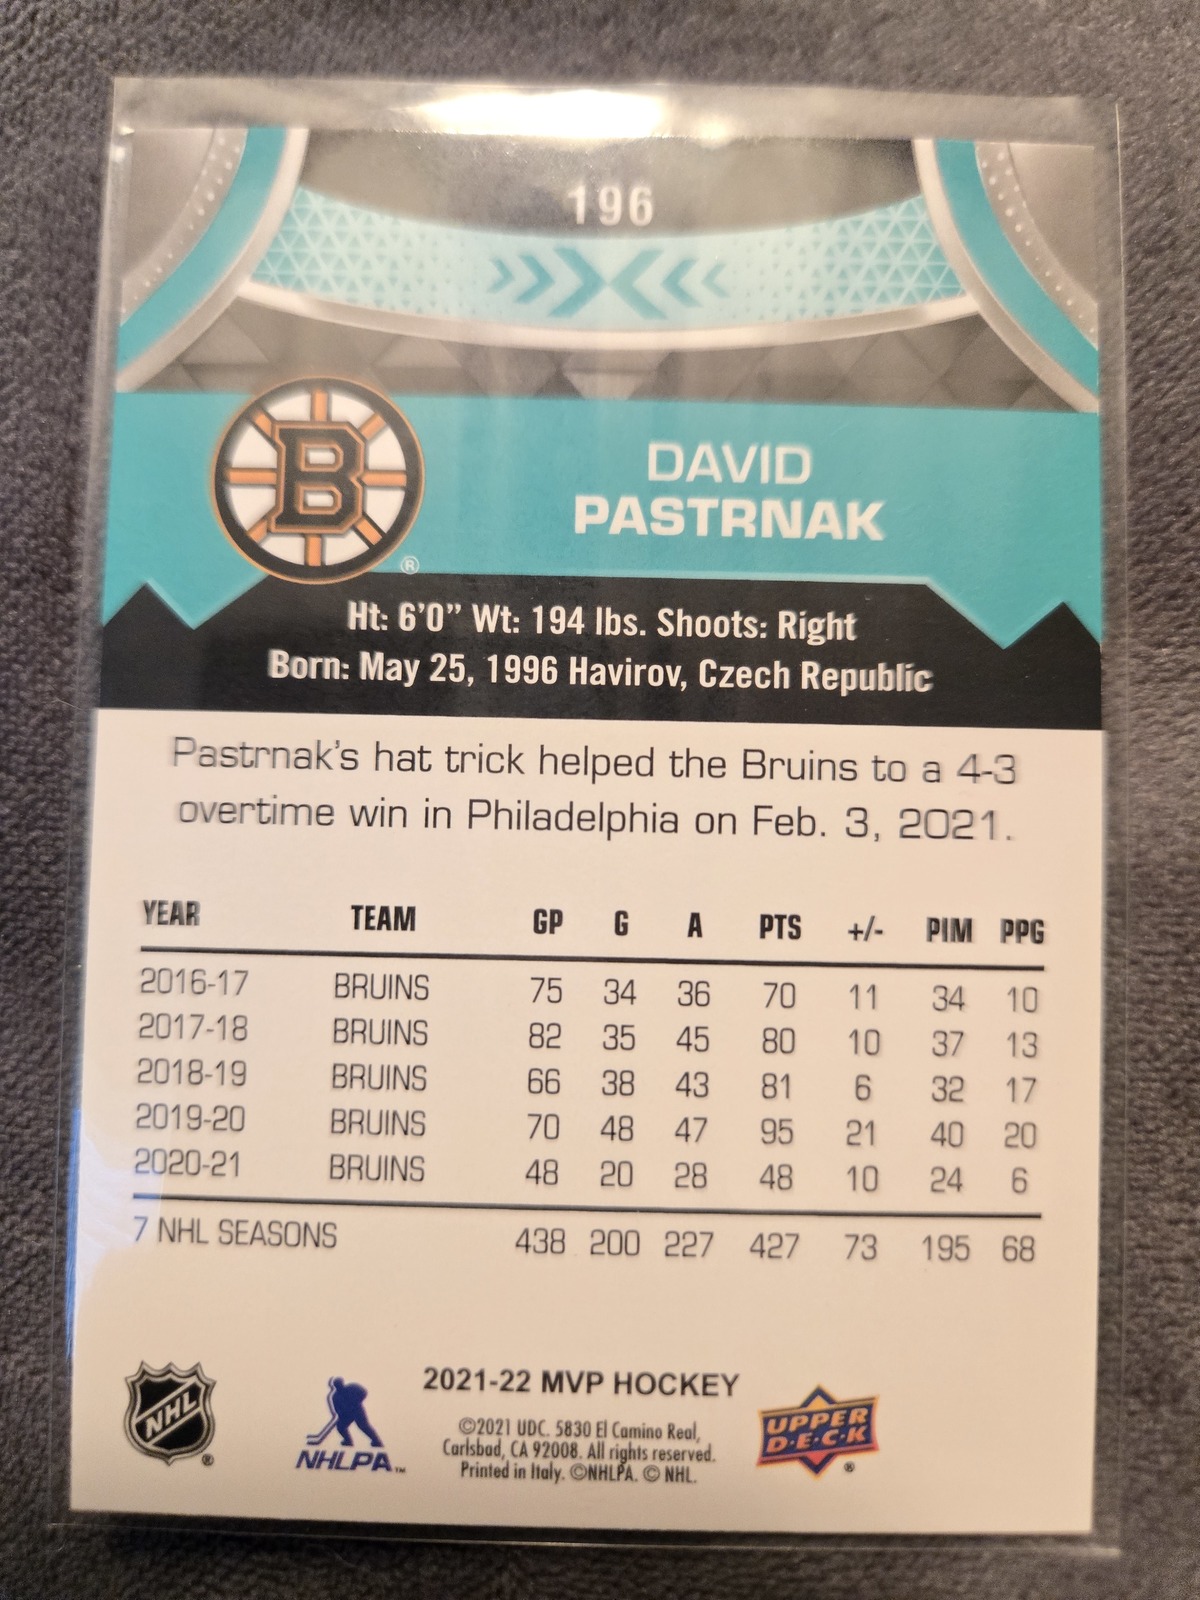 196
B
®
DAVID
PASTRNAK
Ht: 6'0" Wt: 194 lbs. Shoots: Right
Born: May 25, 1996 Havirov, Czech Republic
Pastrnak's hat trick helped the Bruins to a 4-3
overtime win in Philadelphia on Feb. 3, 2021.
YEAR TEAM GP G A PTS +/- PIM PPG
2016-17 BRUINS 75 34 36 70 11 34 10
2017-18 BRUINS 82 35 45 80 10 37 13
2018-19 BRUINS 66 38 43 81 6 32 17
2019-20 BRUINS 70 48 47 95 21 40 20
2020-21 BRUINS 48 20 28 48 10 24 6
7 NHL SEASONS 438 200 227 427 73 195 68
2021-22 MVP HOCKEY
©2021 UDC. 5830 El Camino Real,
Carlsbad, CA 92008. All rights reserved.
Printed in Italy. ©NHLPA. © NHL.
NHL ®
NHLPA™
UPPER
D·E·C·K ®